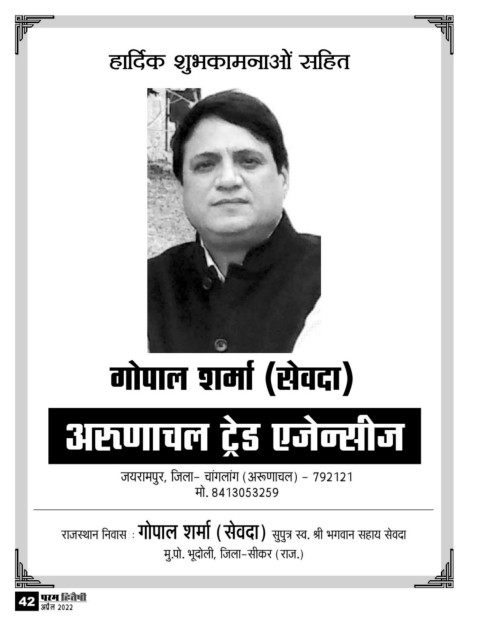 हार्दिक शुभकामनाओं सहित
गोपाल शर्मा (सेवदा)
अरूणाचल ट्रेड एजेन्सीज
जयरामपुर, जिला- चांगलांग (अरूणाचल) - 792121
मो. 8413053259
राजस्थान निवास : गोपाल शर्मा (सेवदा) सुपुत्र स्व. श्री भगवान सहाय सेवदा
मु.पो. भूदोली, जिला-सीकर (राज.)
42 परम हितैषी
अप्रैल 2022